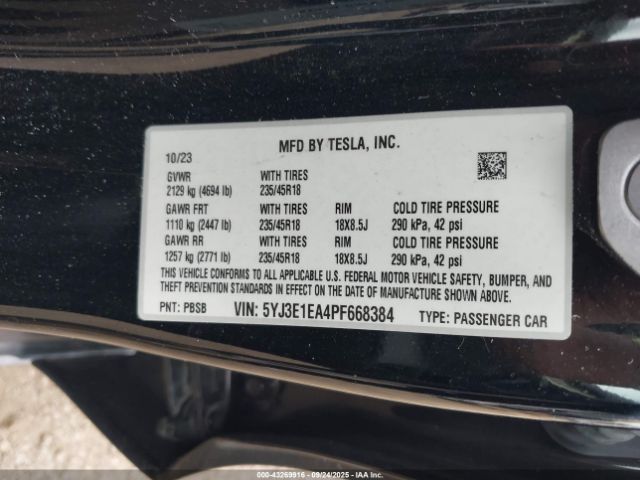 MFD BY TESLA, INC.
10/23
GVWR WITH TIRES
2129 kg (4694 lb) 235/45R18
GAWR FRT WITH TIRES RIM COLD TIRE PRESSURE
1110 kg (2447 lb) 235/45R18 18X8.5J 290 kPa, 42 psi
GAWR RR WITH TIRES RIM COLD TIRE PRESSURE
1257 kg (2771 lb) 235/45R18 18X8.5J 290 kPa, 42 psi
THIS VEHICLE CONFORMS TO ALL APPLICABLE U.S. FEDERAL MOTOR VEHICLE SAFETY, BUMPER, AND
THEFT PREVENTION STANDARDS IN EFFECT ON THE DATE OF MANUFACTURE SHOWN ABOVE.
PNT: PBSB VIN: 5YJ3E1EA4PF668384 TYPE: PASSENGER CAR
000-43269916 - 09/24/2025 - IAAI